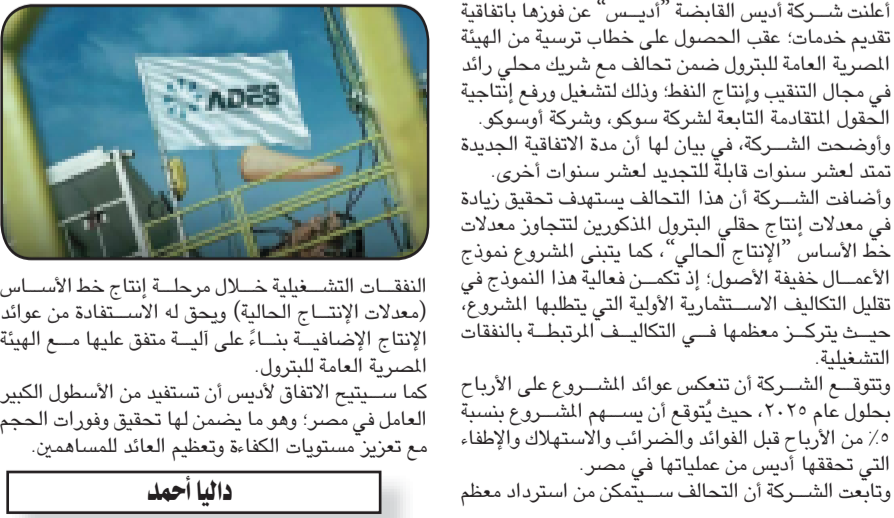 أعلنت شركة أديس القابضة "أديس" عن فوزها باتفاقية
تقديم خدمات؛ عقب الحصول على خطاب ترسية من الهيئة
المصرية العامة للبترول ضمن تحالف مع شريك محلي رائد
في مجال التنقيب وإنتاج النفط؛ وذلك لتشغيل ورفع إنتاجية
الحقول المتقادمة التابعة لشركة سوكو، وشركة أوسوكو.
وأوضحت الشركة، في بيان لها أن مدة الاتفاقية الجديدة
تمتد لعشر سنوات قابلة للتجديد لعشر سنوات أخرى.
وأضافت الشركة أن هذا التحالف يستهدف تحقيق زيادة
في معدلات إنتاج حقلي البترول المذكورين لتتجاوز معدلات
خط الأساس "الإنتاج الحالي"، كما يتبنى المشروع نموذج
الأعمال خفيفة الأصول؛ إذ تكمن فعالية هذا النموذج في
تقليل التكاليف الاستثمارية الأولية التي يتطلبها المشروع،
حيث يتركز معظمها في التكاليف المرتبطة بالنفقات
التشغيلية.
وتتوقع الشركة أن تنعكس عوائد المشروع على الأرباح
بحلول عام ٢٠٢٥، حيث يُتوقع أن يسهم المشروع بنسبة
٥٪ من الأرباح قبل الفوائد والضرائب والاستهلاك والإطفاء
التي تحققها أديس من عملياتها في مصر.
وتابعت الشركة أن التحالف سيتمكن من استرداد معظم
ADES
النفقات التشغيلية خلال مرحلة إنتاج خط الأساس
(معدلات الإنتاج الحالية) ويحق له الاستفادة من عوائد
الإنتاج الإضافية بناءً على آلية متفق عليها مع الهيئة
المصرية العامة للبترول.
كما سيتيح الاتفاق لأديس أن تستفيد من الأسطول الكبير
العامل في مصر؛ وهو ما يضمن لها تحقيق وفورات الحجم
مع تعزيز مستويات الكفاءة وتعظيم العائد للمساهمين.
داليا أحمد